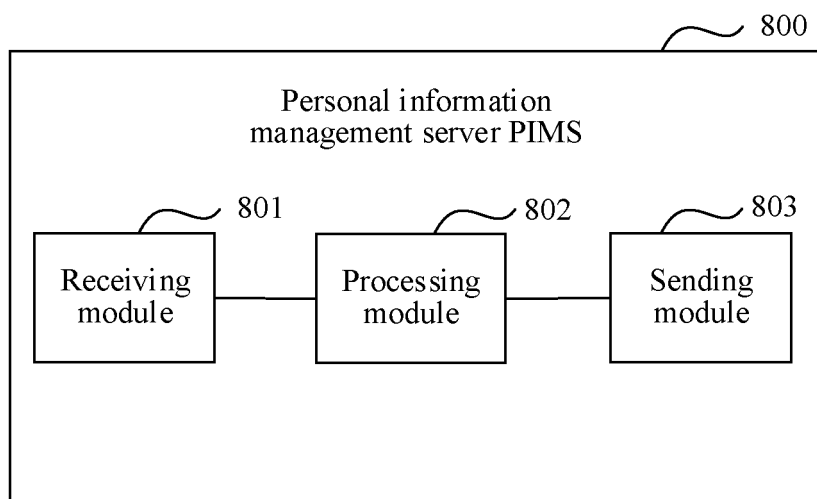 800
Personal information
management server PIMS
801
802
803
Receiving
module
Processing
module
Sending
module